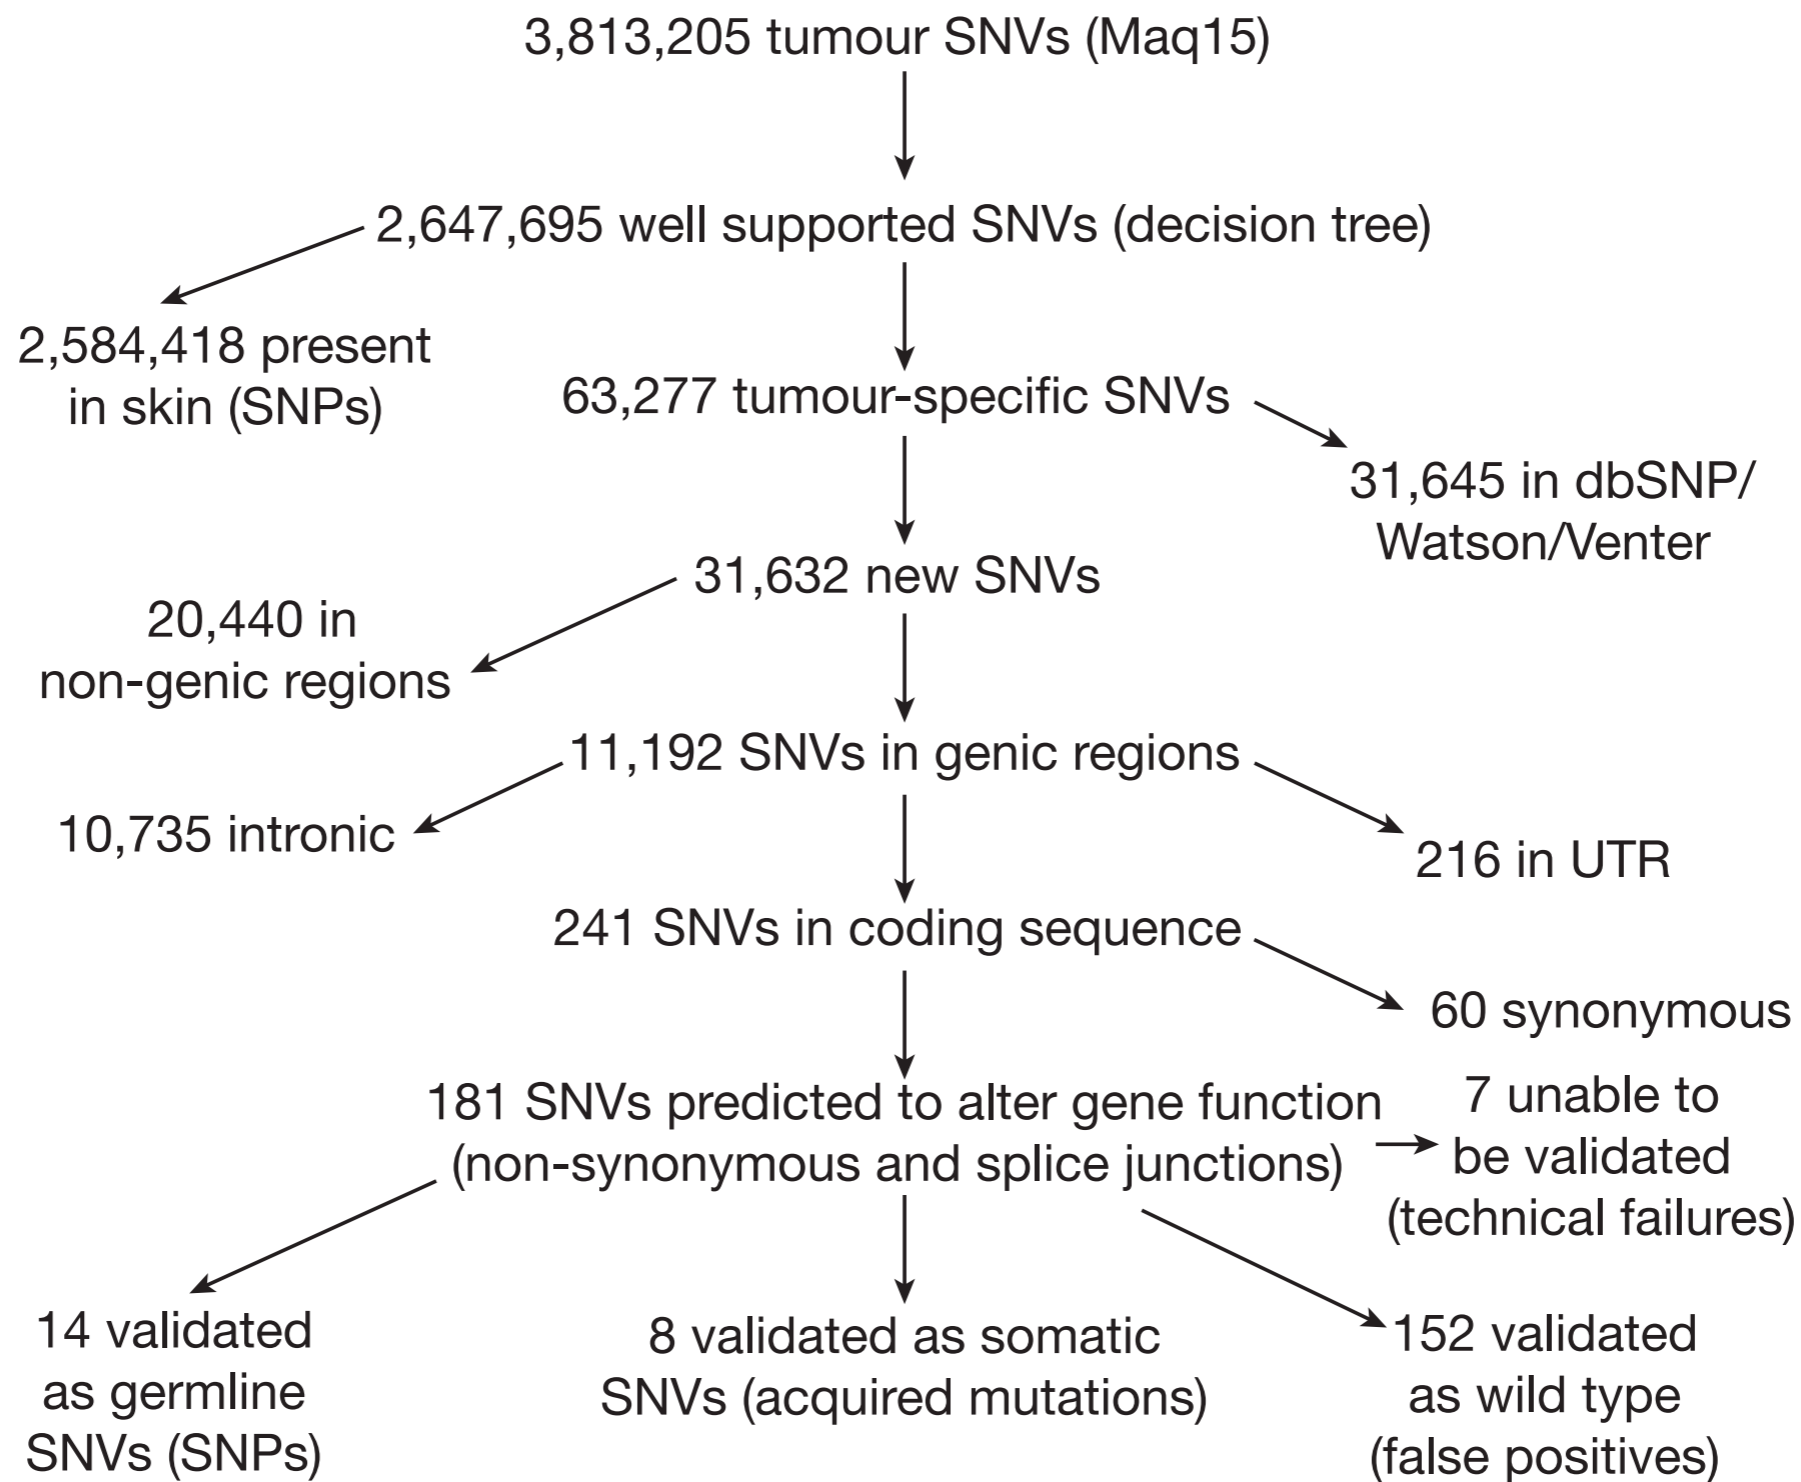 3,813,205 tumour SNVs (Maq15)
2,647,695 well supported SNVs (decision tree)
2,584,418 present
in skin (SNPs)
63,277 tumour-specific SNVs
31,645 in dbSNP/
Watson/Venter
31,632 new SNVs
20,440 in
non-genic regions
11,192 SNVs in genic regions
10,735 intronic
216 in UTR
241 SNVs in coding sequence
60 synonymous
181 SNVs predicted to alter gene function
(non-synonymous and splice junctions)
7 unable to
be validated
(technical failures)
14 validated
as germline
SNVs (SNPs)
8 validated as somatic
SNVs (acquired mutations)
152 validated
as wild type
(false positives)